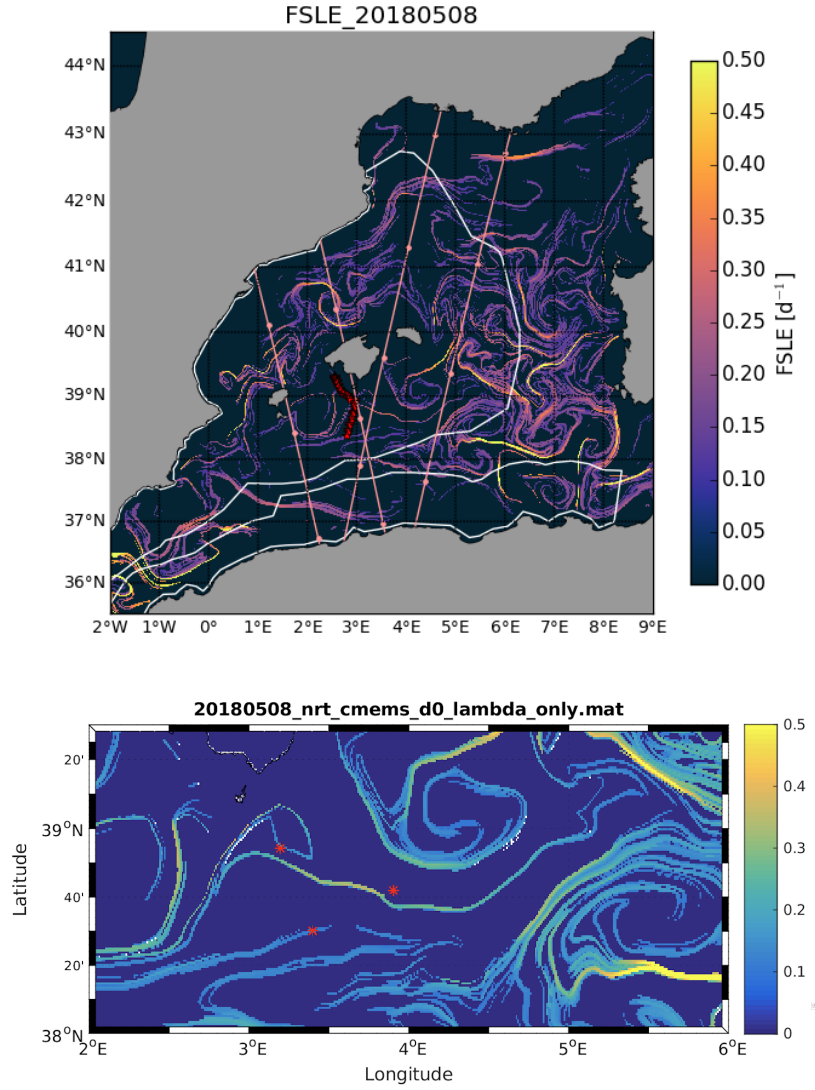 FSLE_20180508
44°N
43°N
42°N
41°N
40°N
39°N
38°N
37°N
36°N
2°W 1°W 0° 1°E 2°E 3°E 4°E 5°E 6°E 7°E 8°E 9°E
0.50
0.45
0.40
0.35
0.30
0.25
0.20
0.15
0.10
0.05
0.00
FSLE [d⁻¹]
20180508_nrt_cmems_d0_lambda_only.mat
20'
39°N
40'
20'
38°N
Latitude
2°E 3°E 4°E 5°E 6°E
Longitude
0.5
0.4
0.3
0.2
0.1
0